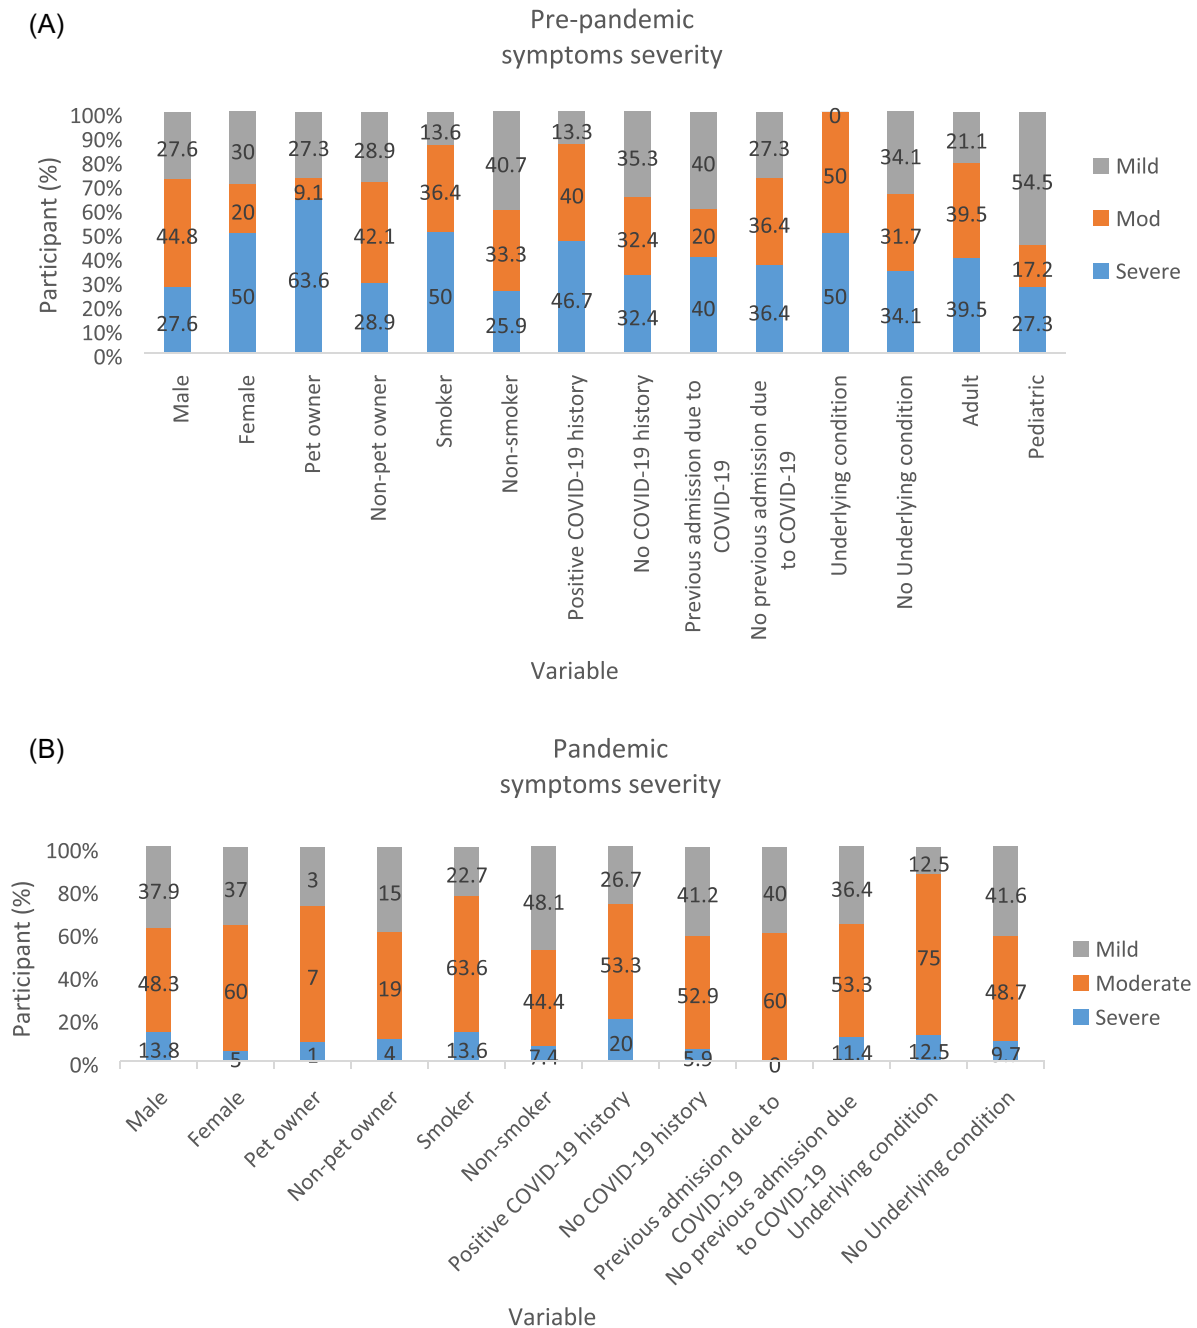 (A)
Pre-pandemic
symptoms severity
Participant (%)
100%
90%
80%
70%
60%
50%
40%
30%
20%
10%
0%
27.6 30 27.3 28.9 13.6 40.7 13.3 35.3 40 27.3 0 34.1 21.1 54.5
44.8 20 9.1 42.1 36.4 33.3 40 32.4 20 36.4 50 31.7 39.5 17.2
27.6 50 63.6 28.9 50 25.9 46.7 32.4 40 36.4 50 34.1 39.5 27.3
Mild
Mod
Severe
Male
Female
Pet owner
Non-pet owner
Smoker
Non-smoker
Positive COVID-19 history
No COVID-19 history
Previous admission due to
COVID-19
No previous admission due
to COVID-19
Underlying condition
No Underlying condition
Adult
Pediatric
Variable
(B)
Pandemic
symptoms severity
Participant (%)
100%
80%
60%
40%
20%
0%
37.9 37 3 15 22.7 48.1 26.7 41.2 40 36.4 12.5 41.6
48.3 60 7 19 63.6 44.4 53.3 52.9 60 53.3 75 48.7
13.8 5 1 4 13.6 7.4 20 5.9 0 11.4 12.5 9.7
Mild
Moderate
Severe
Male
Female
Pet owner
Non-pet owner
Smoker
Non-smoker
Positive COVID-19 history
No COVID-19 history
Previous admission due to
COVID-19
No previous admission due
to COVID-19
Underlying condition
No Underlying condition
Variable